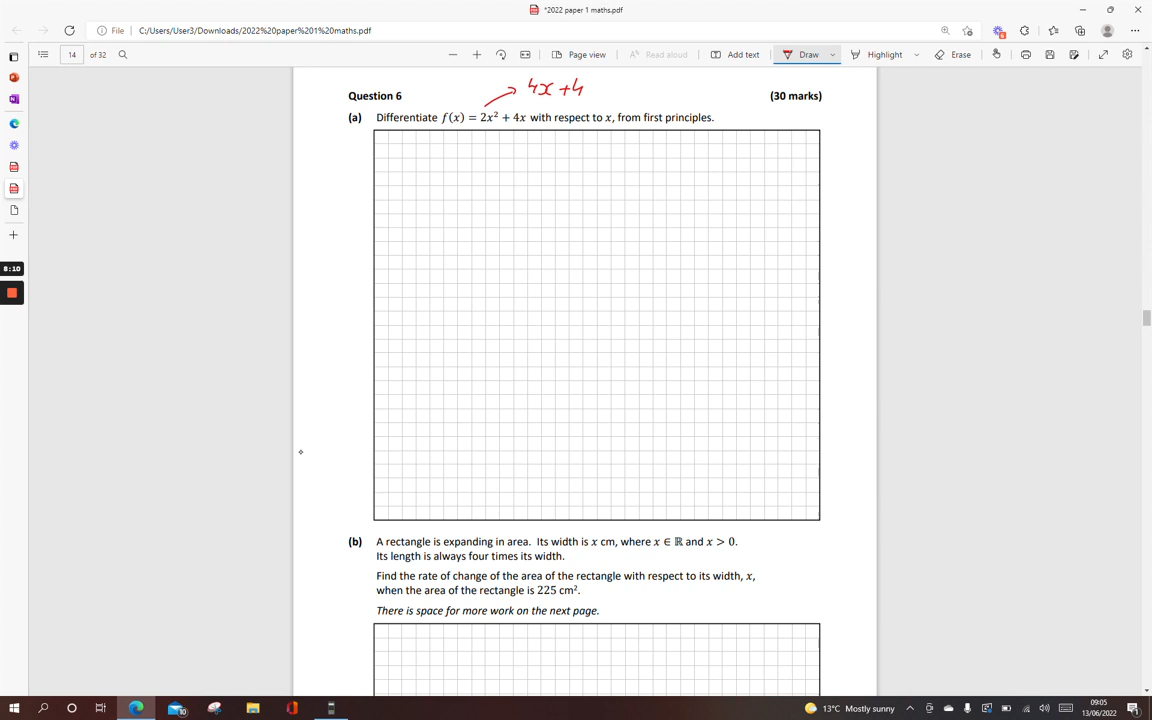 *2022 paper 1 maths.pdf
File C:/Users/User3/Downloads/2022%20paper%201%20maths.pdf
14 of 32 Page view Read aloud Add text Draw Highlight Erase
4x + 4
Question 6 (30 marks)
(a) Differentiate f(x) = 2x² + 4x with respect to x, from first principles.
8:10
(b) A rectangle is expanding in area. Its width is x cm, where x ∈ ℝ and x > 0.
Its length is always four times its width.
Find the rate of change of the area of the rectangle with respect to its width, x,
when the area of the rectangle is 225 cm².
There is space for more work on the next page.
10
13°C Mostly sunny
09:05
13/06/2022